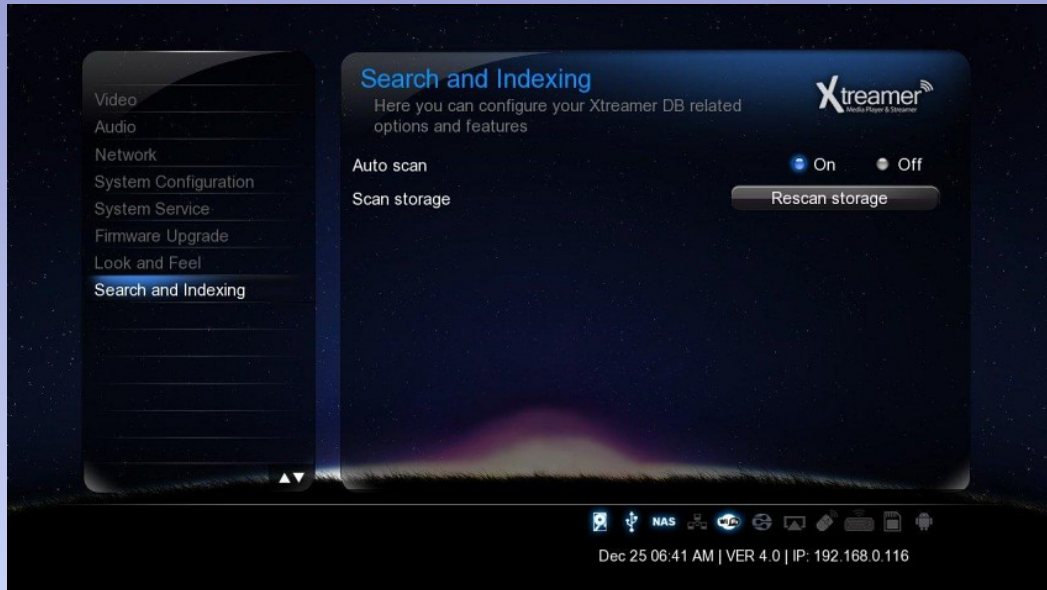 Video
Audio
Network
System Configuration
System Service
Firmware Upgrade
Look and Feel
Search and Indexing
Search and Indexing
Here you can configure your Xtreamer DB related
options and features
Xtreamer
Media Player & Streamer
Auto scan
On
Off
Scan storage
Rescan storage
NAS
Dec 25 06:41 AM | VER 4.0 | IP: 192.168.0.116